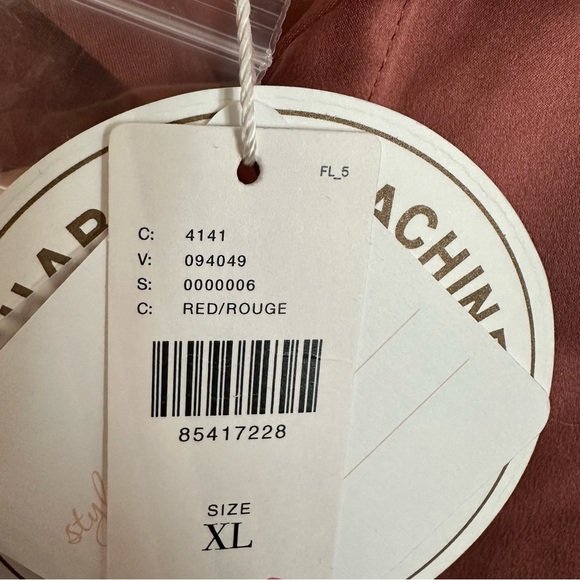 FL_5
C: 4141
V: 094049
S: 0000006
C: RED/ROUGE
85417228
SIZE
XL